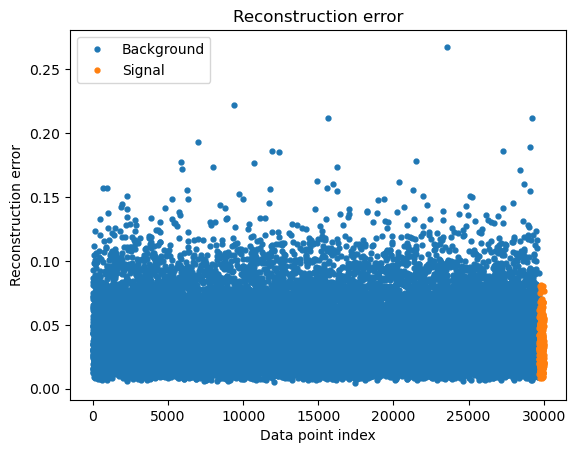 Reconstruction error
Background
Signal
Reconstruction error
0.25
0.20
0.15
0.10
0.05
0.00
0
5000
10000
15000
20000
25000
30000
Data point index